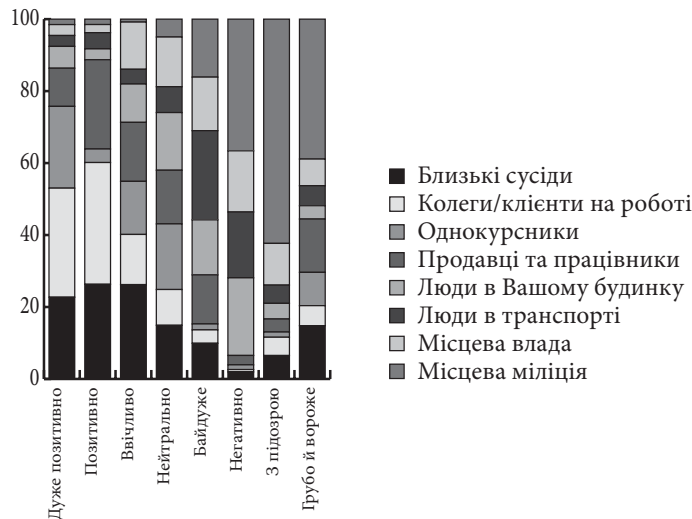 100
80
60
40
20
0
Дуже позитивно
Позитивно
Ввічливо
Нейтрально
Байдуже
Негативно
З підозрою
Грубо й вороже
Близькі сусіди
Колеги/клієнти на роботі
Однокурсники
Продавці та працівники
Люди в Вашому будинку
Люди в транспорті
Місцева влада
Місцева міліція